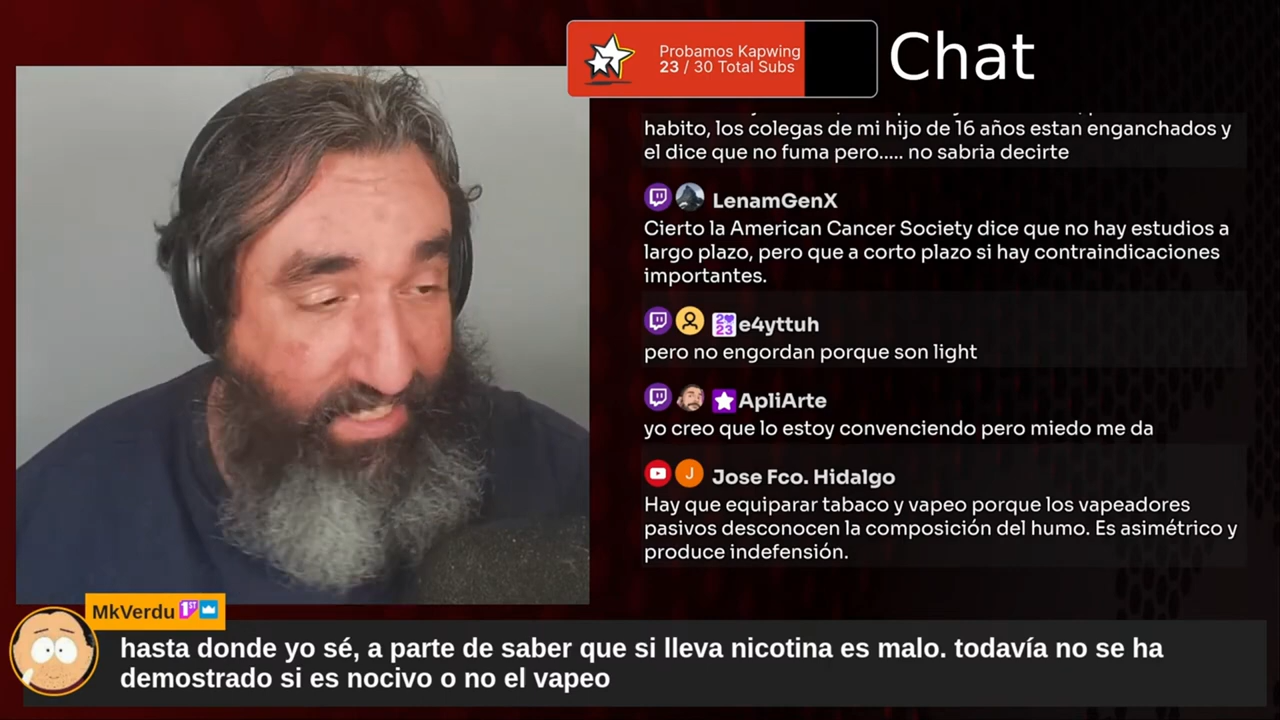 Probamos Kapwing
23 / 30 Total Subs
Chat
habito, los colegas de mi hijo de 16 años estan enganchados y
el dice que no fuma pero..... no sabria decirte
LenamGenX
Cierto la American Cancer Society dice que no hay estudios a
largo plazo, pero que a corto plazo si hay contraindicaciones
importantes.
2023 e4yttuh
pero no engordan porque son light
ApliArte
yo creo que lo estoy convenciendo pero miedo me da
J Jose Fco. Hidalgo
Hay que equiparar tabaco y vapeo porque los vapeadores
pasivos desconocen la composición del humo. Es asimétrico y
produce indefensión.
MkVerdu 1ST
hasta donde yo sé, a parte de saber que si lleva nicotina es malo. todavía no se ha
demostrado si es nocivo o no el vapeo